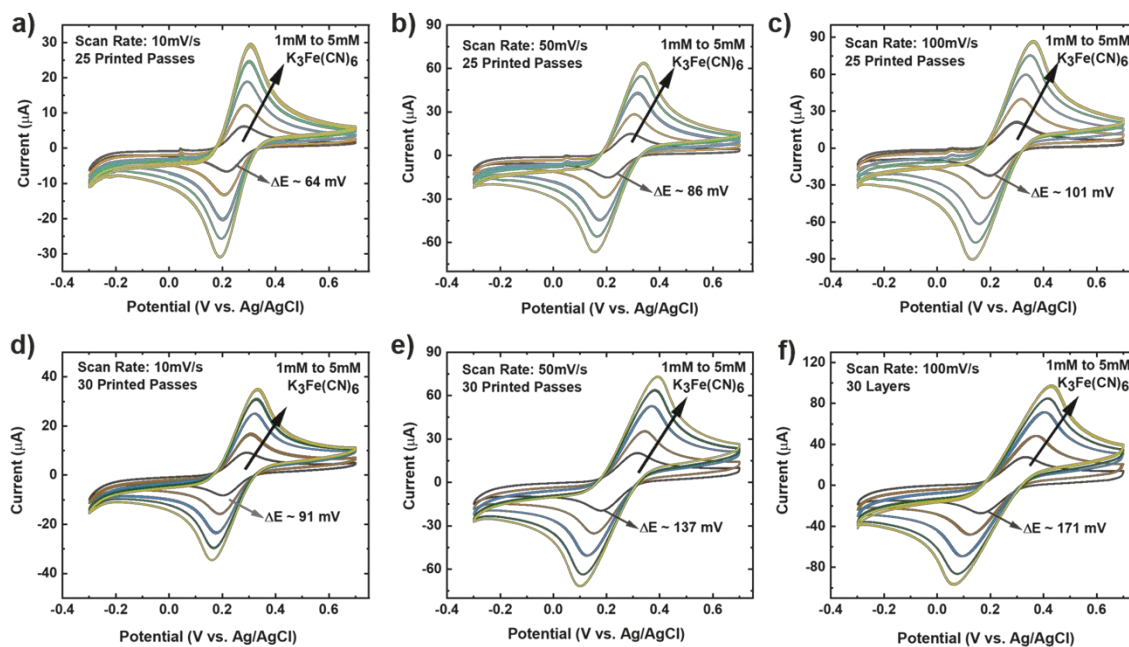 a)
Scan Rate: 10mV/s
25 Printed Passes
1mM to 5mM
K₃Fe(CN)₆
ΔE ~ 64 mV
30
20
10
0
-10
-20
-30
Current (μA)
-0.4 -0.2 0.0 0.2 0.4 0.6
Potential (V vs. Ag/AgCl)
b)
Scan Rate: 50mV/s
25 Printed Passes
1mM to 5mM
K₃Fe(CN)₆
ΔE ~ 86 mV
90
60
30
0
-30
-60
Current (μA)
-0.4 -0.2 0.0 0.2 0.4 0.6
Potential (V vs. Ag/AgCl)
c)
Scan Rate: 100mV/s
25 Printed Passes
1mM to 5mM
K₃Fe(CN)₆
ΔE ~ 101 mV
90
60
30
0
-30
-60
-90
Current (μA)
-0.4 -0.2 0.0 0.2 0.4 0.6
Potential (V vs. Ag/AgCl)
d)
Scan Rate: 10mV/s
30 Printed Passes
1mM to 5mM
K₃Fe(CN)₆
ΔE ~ 91 mV
40
20
0
-20
-40
Current (μA)
-0.4 -0.2 0.0 0.2 0.4 0.6
Potential (V vs. Ag/AgCl)
e)
Scan Rate: 50mV/s
30 Printed Passes
1mM to 5mM
K₃Fe(CN)₆
ΔE ~ 137 mV
90
60
30
0
-30
-60
Current (μA)
-0.4 -0.2 0.0 0.2 0.4 0.6
Potential (V vs. Ag/AgCl)
f)
Scan Rate: 100mV/s
30 Layers
1mM to 5mM
K₃Fe(CN)₆
ΔE ~ 171 mV
120
80
40
0
-40
-80
Current (μA)
-0.4 -0.2 0.0 0.2 0.4 0.6
Potential (V vs. Ag/AgCl)